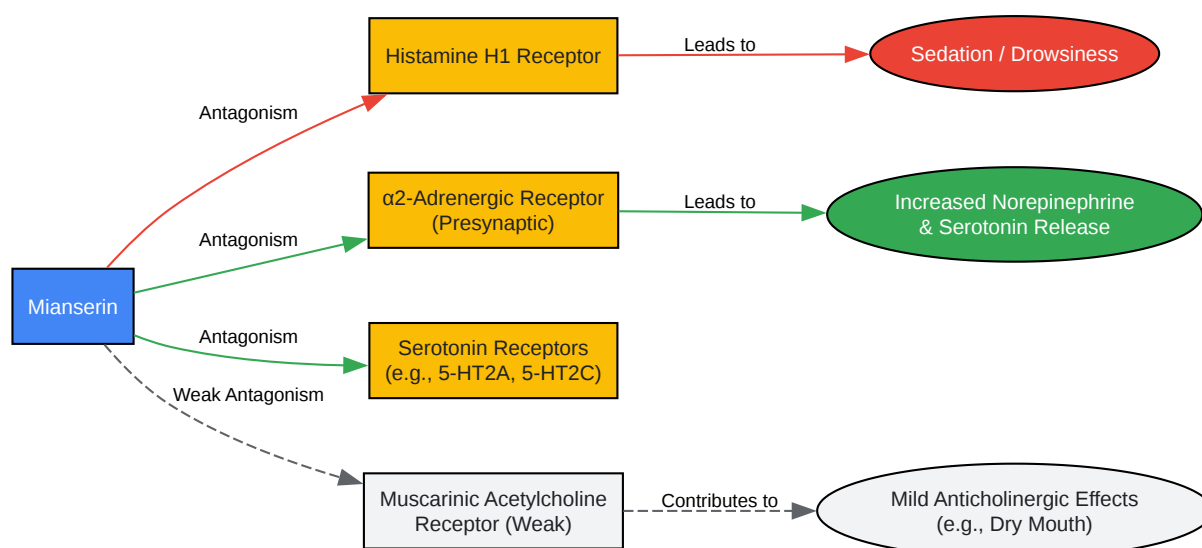 Histamine H1 Receptor
Leads to
Sedation / Drowsiness
Antagonism
α2-Adrenergic Receptor
(Presynaptic)
Leads to
Increased Norepinephrine
& Serotonin Release
Antagonism
Mianserin
Antagonism
Serotonin Receptors
(e.g., 5-HT2A, 5-HT2C)
Weak Antagonism
Muscarinic Acetylcholine
Receptor (Weak)
Contributes to
Mild Anticholinergic Effects
(e.g., Dry Mouth)